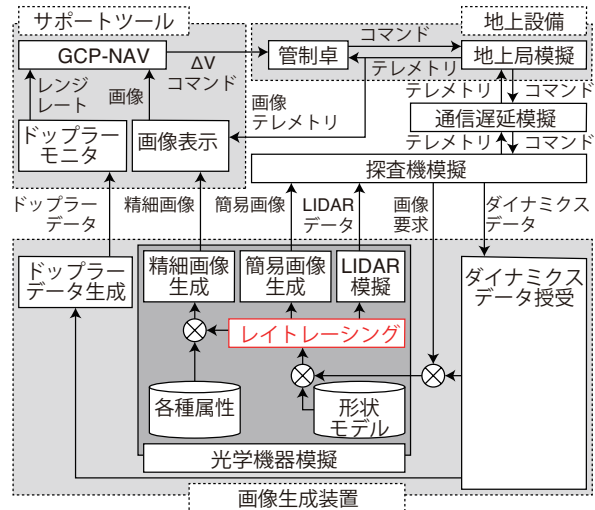 サポートツール
地上設備
GCP-NAV
管制卓
コマンド
テレメトリ
地上局模擬
ΔV
コマンド
レンジ
レート
画像
画像
テレメトリ
テレメトリ
コマンド
通信遅延模擬
テレメトリ
コマンド
ドップラー
モニタ
画像表示
探査機模擬
ドップラー
データ
精細画像
簡易画像
LIDAR
データ
画像
要求
ダイナミクス
データ
ドップラー
データ生成
精細画像
生成
簡易画像
生成
LIDAR
模擬
ダイナミクス
データ授受
レイトレーシング
各種属性
形状
モデル
光学機器模擬
画像生成装置